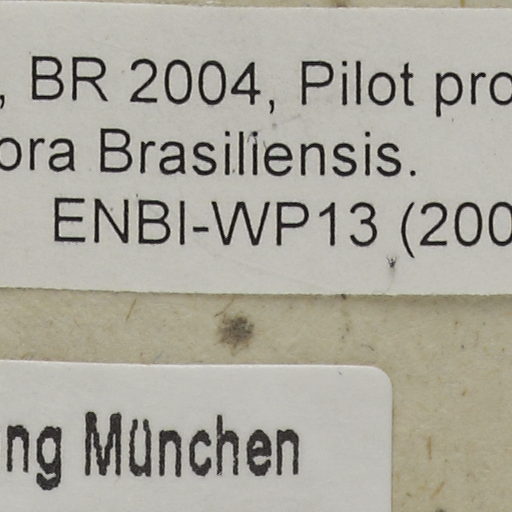 , BR 2004, Pilot pro
ora Brasiliensis.
ENBI-WP13 (200
ng München